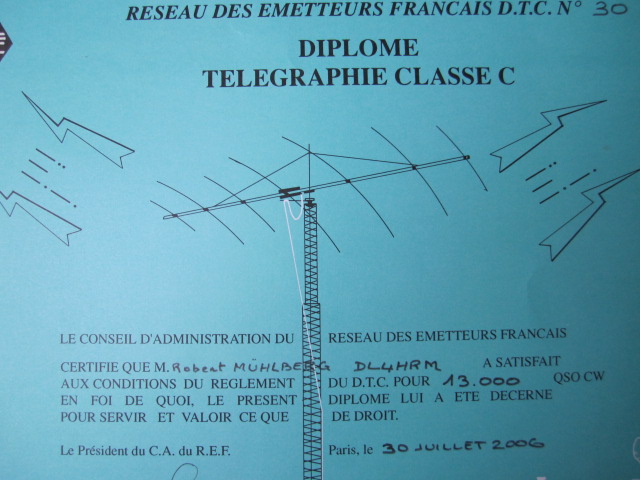 RESEAU DES EMETTEURS FRANCAIS D.T.C. N° 30
DIPLOME
TELEGRAPHIE CLASSE C
LE CONSEIL D'ADMINISTRATION DU RESEAU DES EMETTEURS FRANCAIS
CERTIFIE QUE M. Robert MÜHLBERG DL4HRM A SATISFAIT
AUX CONDITIONS DU REGLEMENT DU D.T.C. POUR 13.000 QSO CW
EN FOI DE QUOI, LE PRESENT DIPLOME LUI A ETE DECERNE
POUR SERVIR ET VALOIR CE QUE DE DROIT.
Le Président du C.A. du R.E.F. Paris, le 30 JUILLET 2006